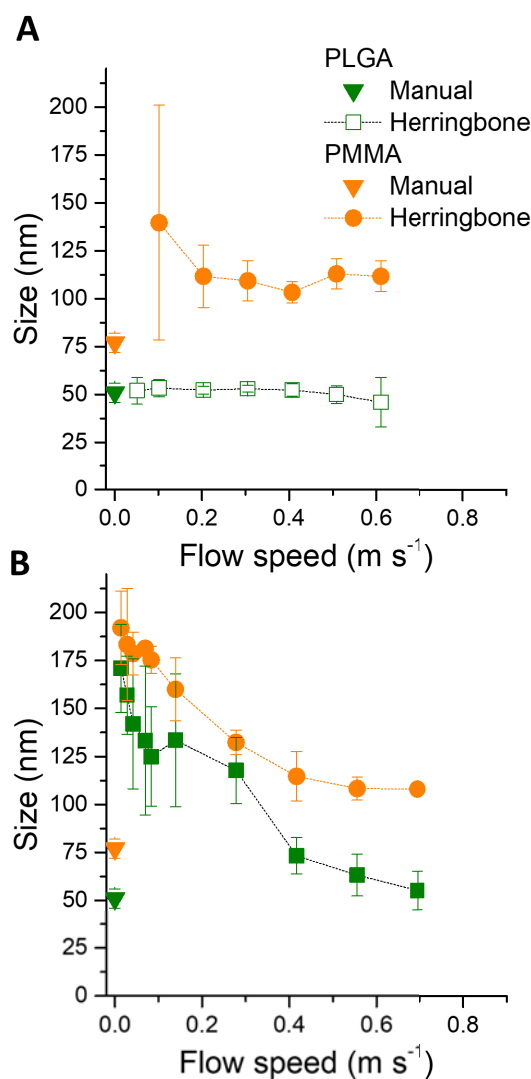 A
PLGA
Manual
Herringbone
PMMA
Manual
Herringbone
Size (nm)
200
175
150
125
100
75
50
25
0
0.0 0.2 0.4 0.6 0.8
Flow speed (m s⁻¹)
B
Size (nm)
200
175
150
125
100
75
50
25
0
0.0 0.2 0.4 0.6 0.8
Flow speed (m s⁻¹)